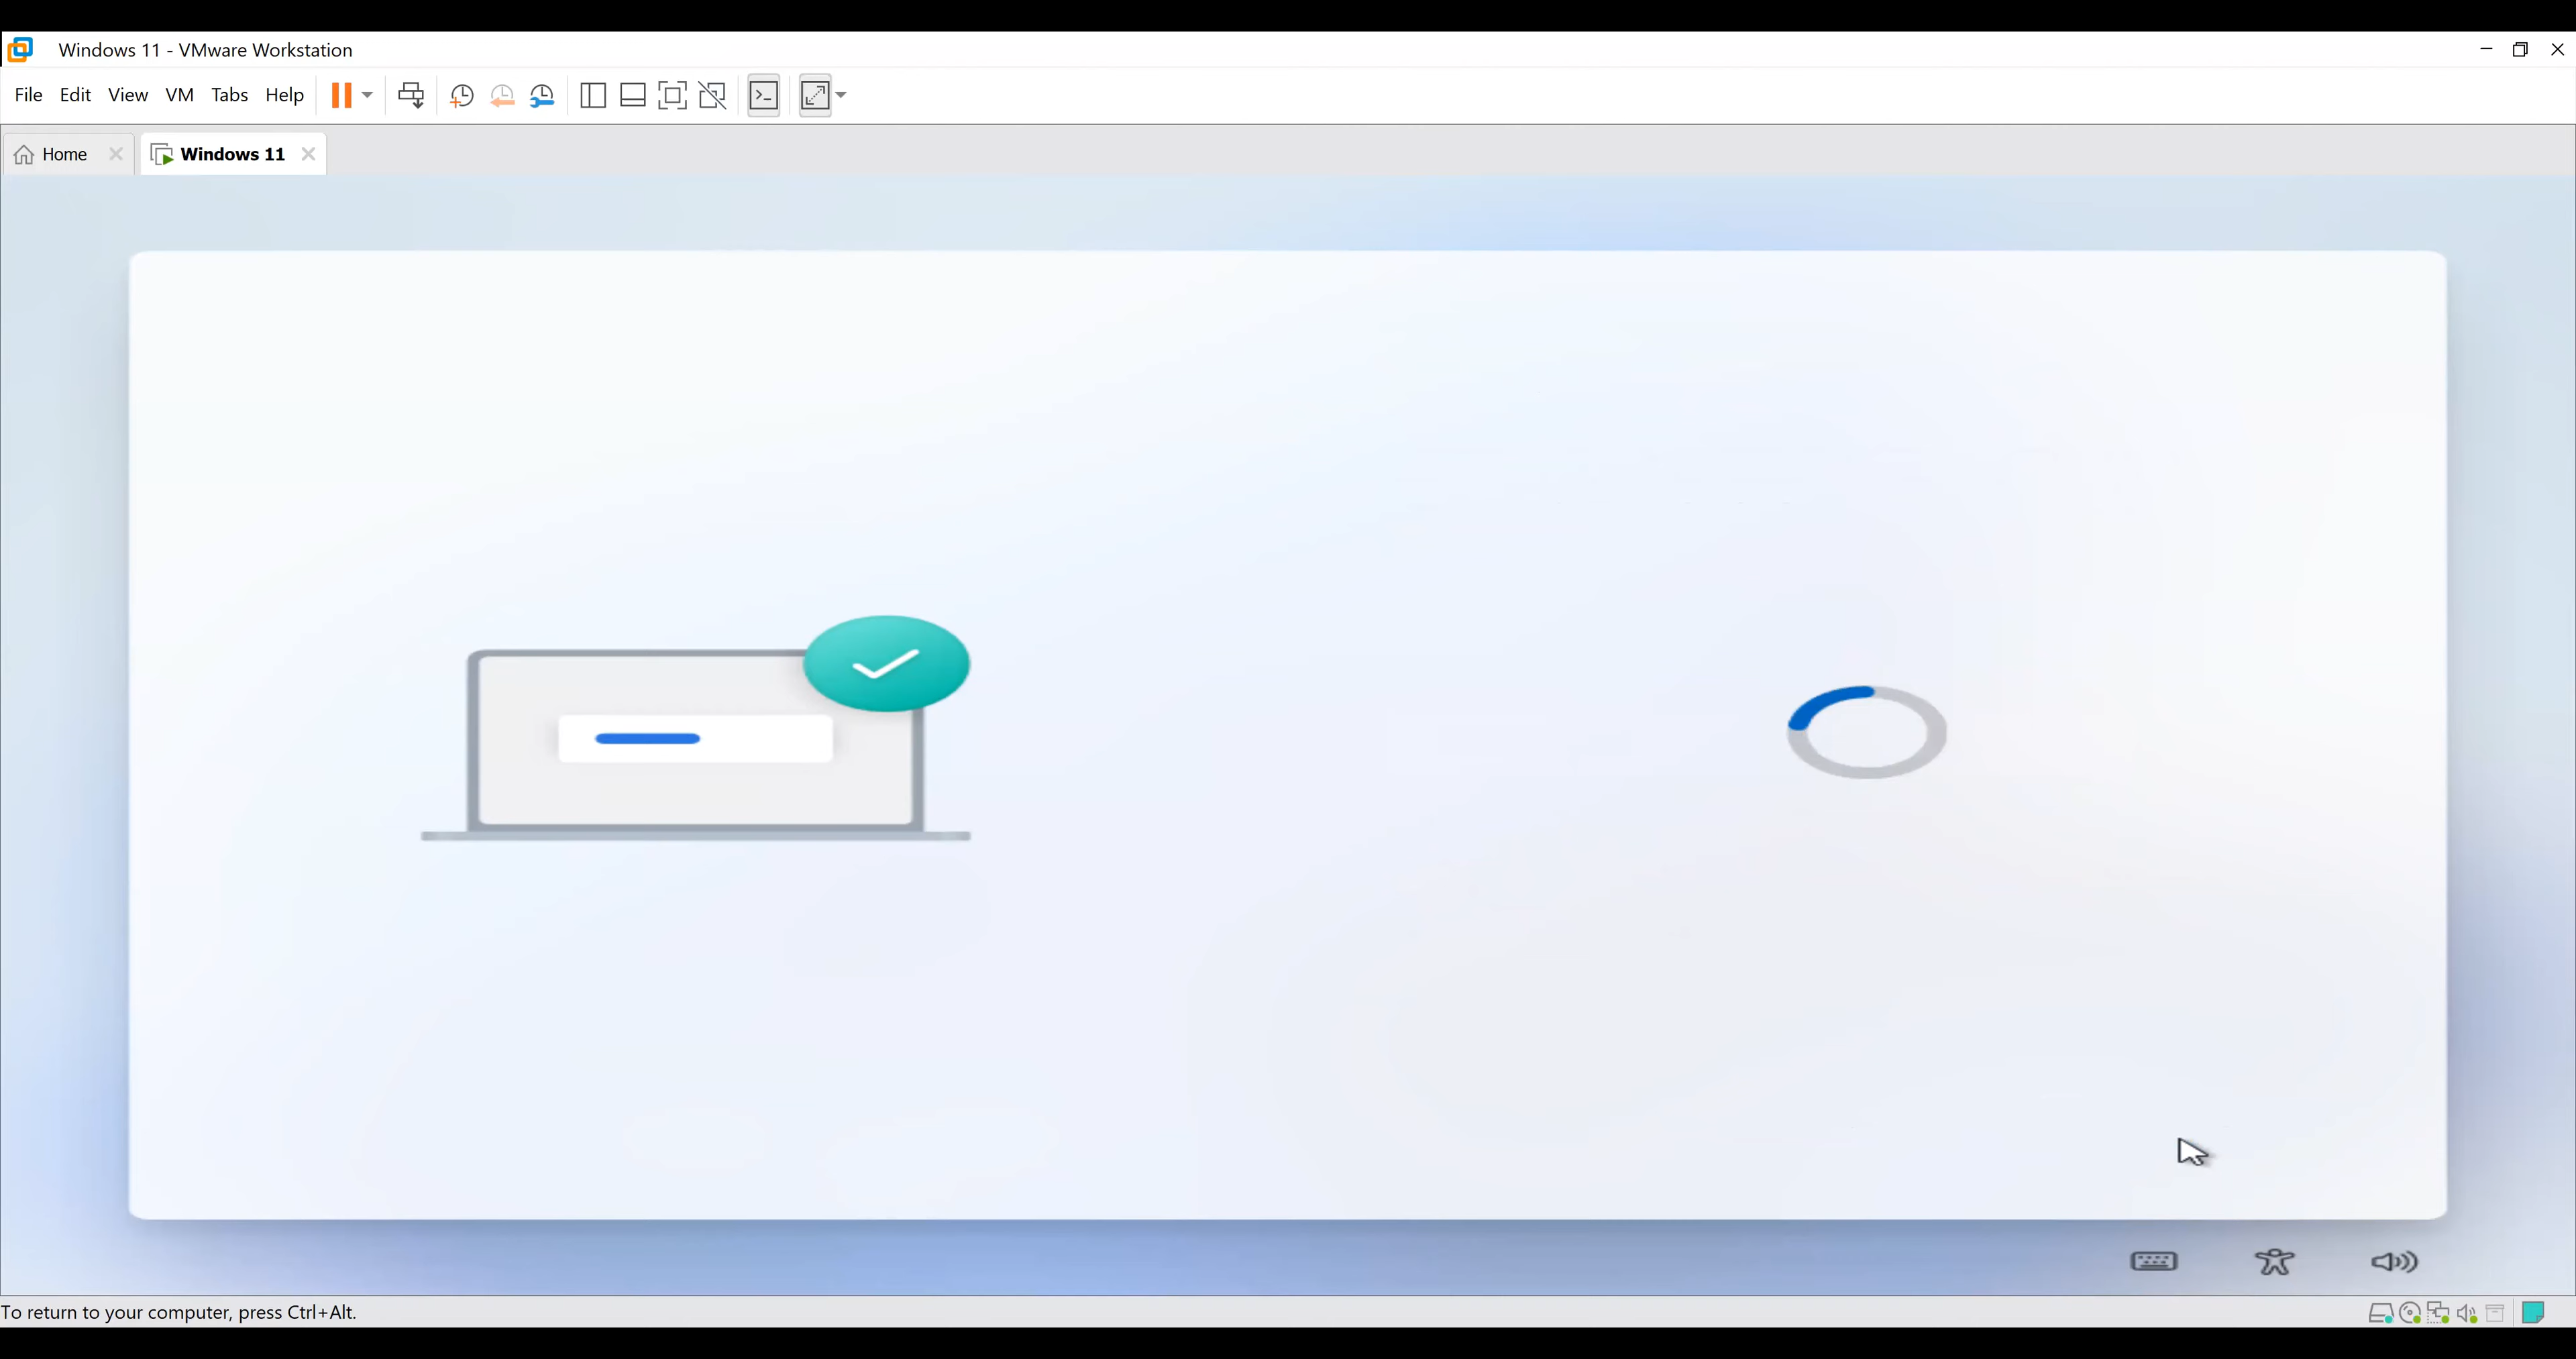 Windows 11 - VMware Workstation
File Edit View VM Tabs Help
Home Windows 11
To return to your computer, press Ctrl+Alt.